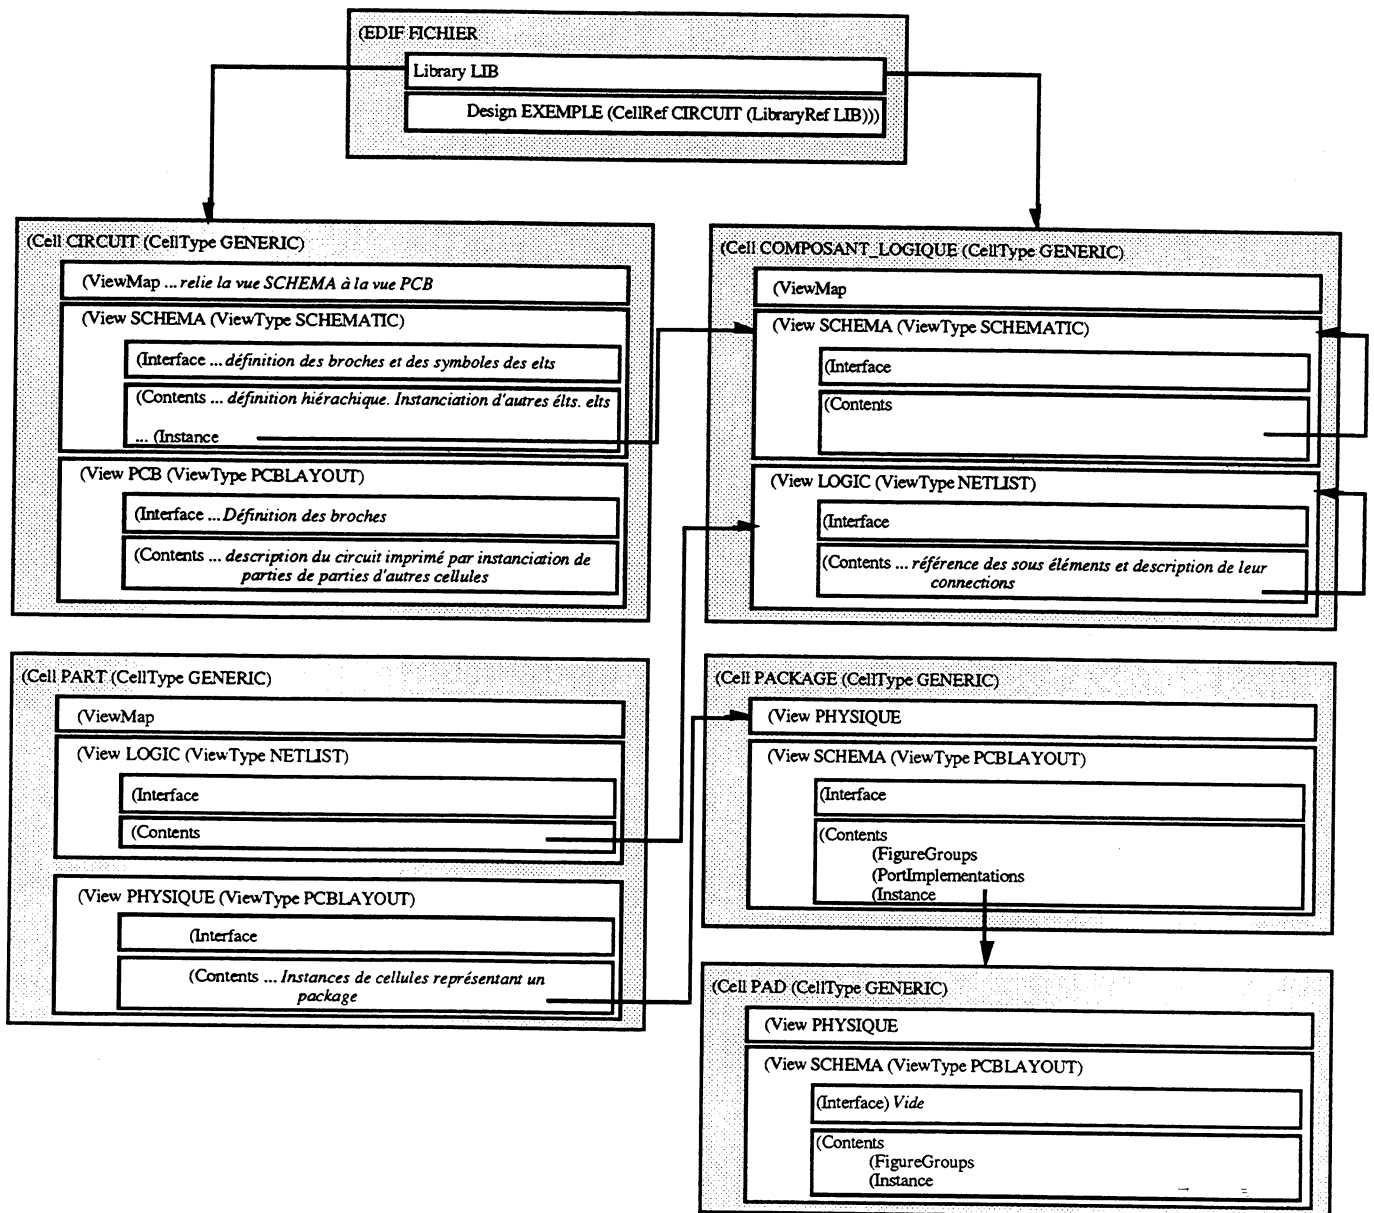 (EDIF FICHIER
Library LIB
Design EXEMPLE (CellRef CIRCUIT (LibraryRef LIB)))
(Cell CIRCUIT (CellType GENERIC)
(ViewMap ... relie la vue SCHEMA à la vue PCB
(View SCHEMA (ViewType SCHEMATIC)
(Interface ... définition des broches et des symboles des elts
(Contents ... définition hiérachique. Instanciation d'autres élts. elts
... (Instance
(View PCB (ViewType PCBLAYOUT)
(Interface ... Définition des broches
(Contents ... description du circuit imprimé par instanciation de
parties de parties d'autres cellules
(Cell COMPOSANT_LOGIQUE (CellType GENERIC)
(ViewMap
(View SCHEMA (ViewType SCHEMATIC)
(Interface
(Contents
(View LOGIC (ViewType NETLIST)
(Interface
(Contents ... référence des sous éléments et description de leur
connections
(Cell PART (CellType GENERIC)
(ViewMap
(View LOGIC (ViewType NETLIST)
(Interface
(Contents
(View PHYSIQUE (ViewType PCBLAYOUT)
(Interface
(Contents ... Instances de cellules représentant un
package
(Cell PACKAGE (CellType GENERIC)
(View PHYSIQUE
(View SCHEMA (ViewType PCBLAYOUT)
(Interface
(Contents
(FigureGroups
(PortImplementations
(Instance
(Cell PAD (CellType GENERIC)
(View PHYSIQUE
(View SCHEMA (ViewType PCBLAYOUT)
(Interface) Vide
(Contents
(FigureGroups
(Instance